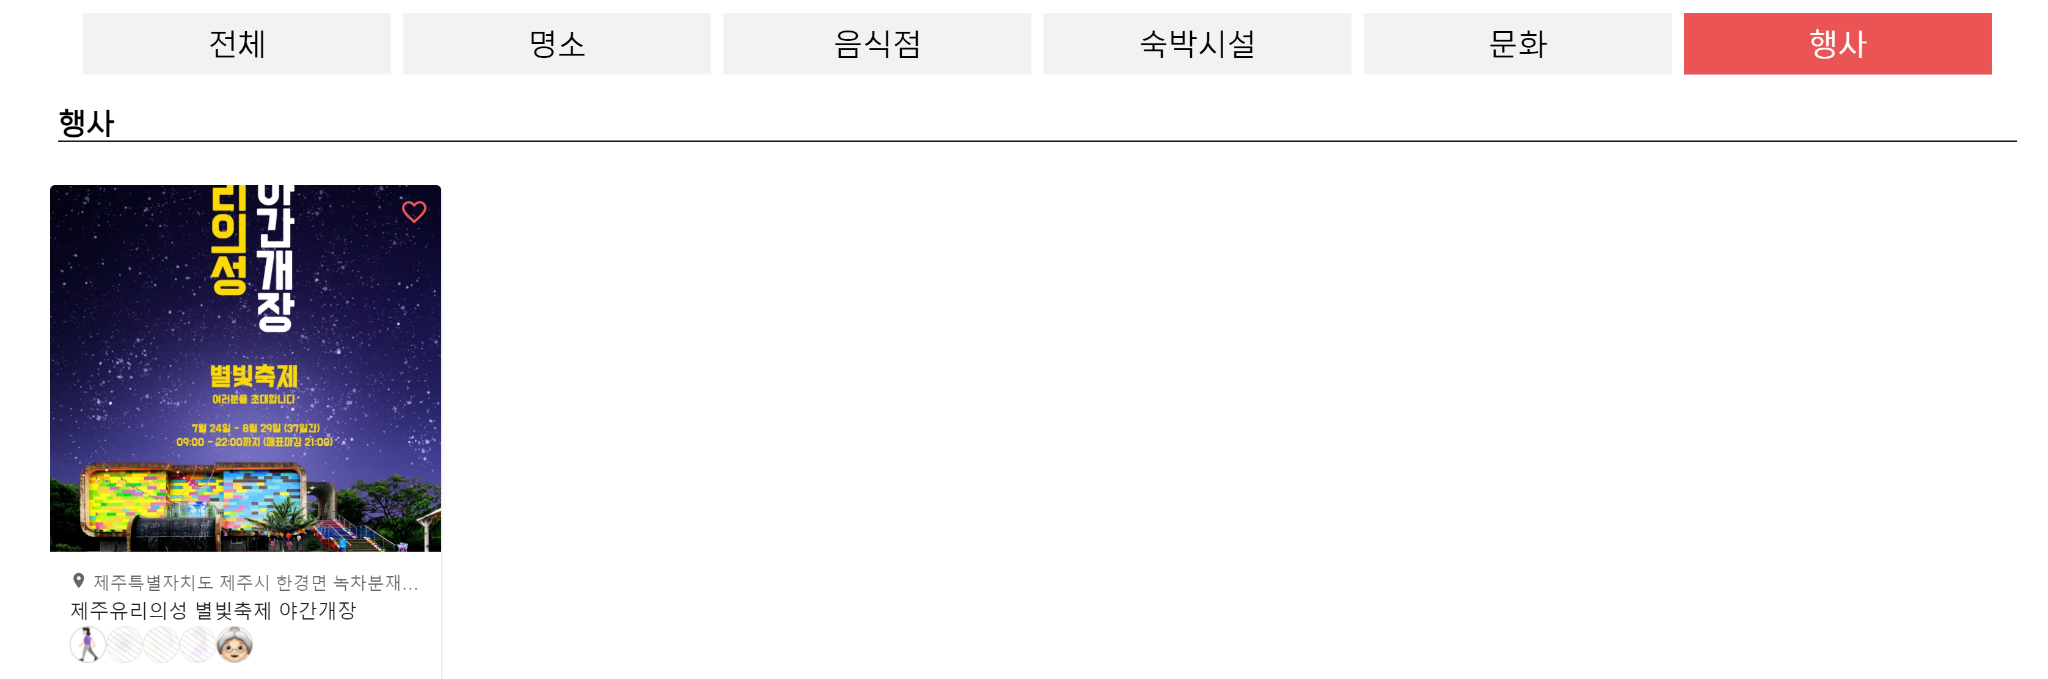 전체
명소
음식점
숙박시설
문화
행사
행사
리의성
야간개장
별빛축제
여러분을 초대합니다
7월 24일 - 8월 29일 (37일간)
09:00 - 22:00까지 (매표마감 21:00)
제주특별자치도 제주시 한경면 녹차분재...
제주유리의성 별빛축제 야간개장